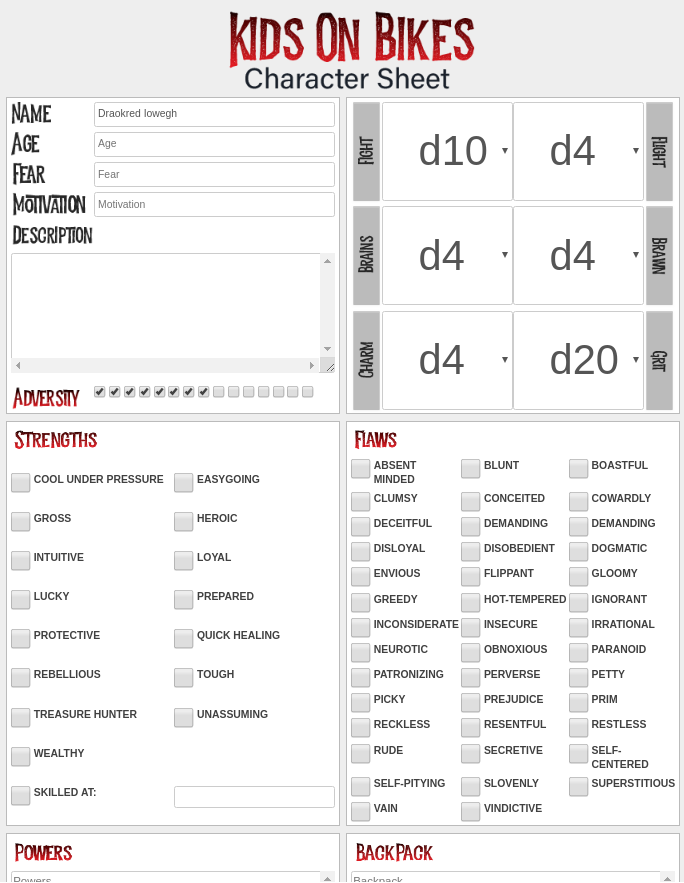 KIDS ON BIKES
Character Sheet
NAME
Draokred Iowegh
AGE
Age
FEAR
Fear
MOTIVATION
Motivation
DESCRIPTION
ADVERSITY
FIGHT
d10
d4
FLIGHT
BRAINS
d4
d4
BRAWN
CHARM
d4
d20
GRIT
STRENGTHS
COOL UNDER PRESSURE
EASYGOING
GROSS
HEROIC
INTUITIVE
LOYAL
LUCKY
PREPARED
PROTECTIVE
QUICK HEALING
REBELLIOUS
TOUGH
TREASURE HUNTER
UNASSUMING
WEALTHY
SKILLED AT:
FLAWS
ABSENT
MINDED
BLUNT
BOASTFUL
CLUMSY
CONCEITED
COWARDLY
DECEITFUL
DEMANDING
DEMANDING
DISLOYAL
DISOBEDIENT
DOGMATIC
ENVIOUS
FLIPPANT
GLOOMY
GREEDY
HOT-TEMPERED
IGNORANT
INCONSIDERATE
INSECURE
IRRATIONAL
NEUROTIC
OBNOXIOUS
PARANOID
PATRONIZING
PERVERSE
PETTY
PICKY
PREJUDICE
PRIM
RECKLESS
RESENTFUL
RESTLESS
RUDE
SECRETIVE
SELF-
CENTERED
SELF-PITYING
SLOVENLY
SUPERSTITIOUS
VAIN
VINDICTIVE
POWERS
Powers
BACKPACK
Backpack